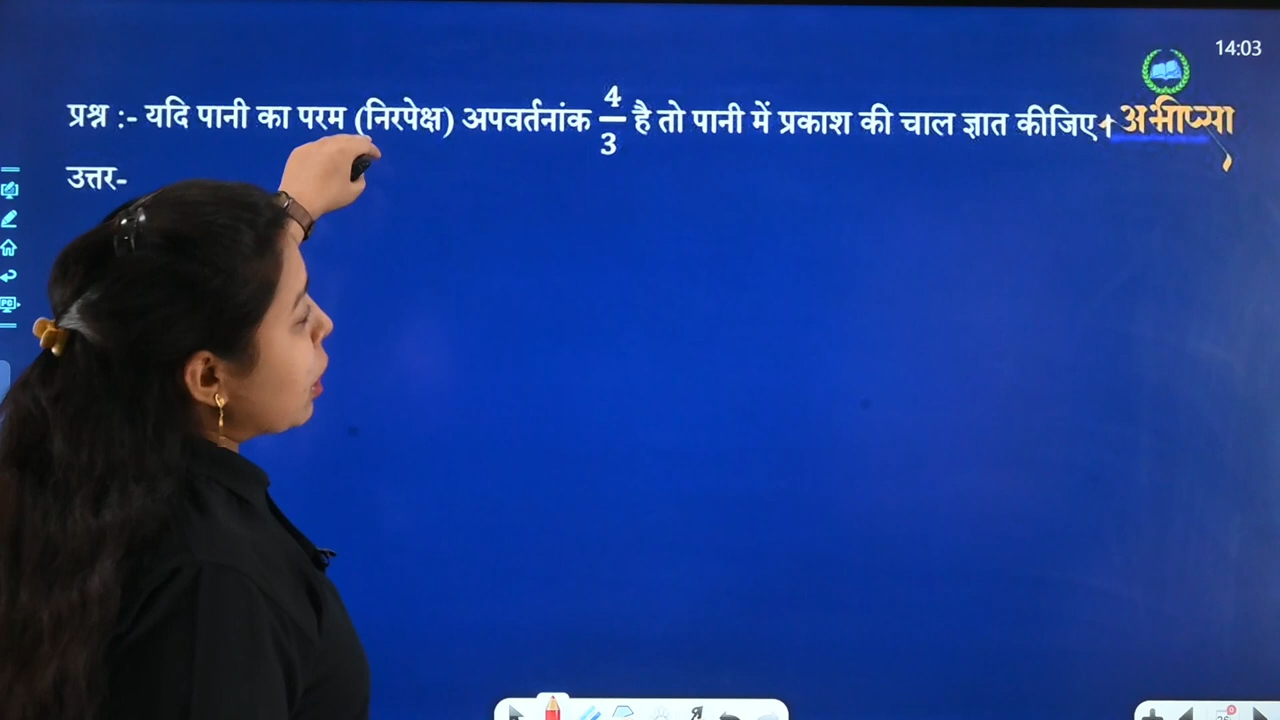 14:03
प्रश्न :- यदि पानी का परम (निरपेक्ष) अपवर्तनांक 4/3 है तो पानी में प्रकाश की चाल ज्ञात कीजिए।
अभीप्सा
उत्तर-